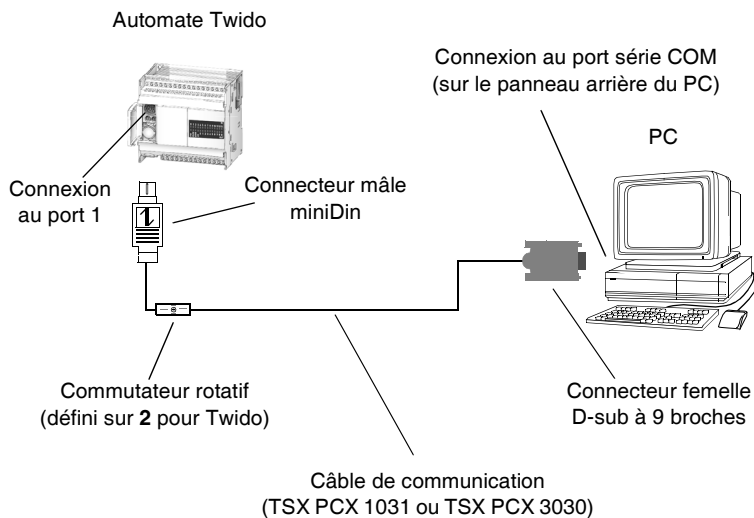 Automate Twido
Connexion au port série COM
(sur le panneau arrière du PC)
PC
Connexion
au port 1
Connecteur mâle
miniDin
Commutateur rotatif
(défini sur 2 pour Twido)
Connecteur femelle
D-sub à 9 broches
Câble de communication
(TSX PCX 1031 ou TSX PCX 3030)